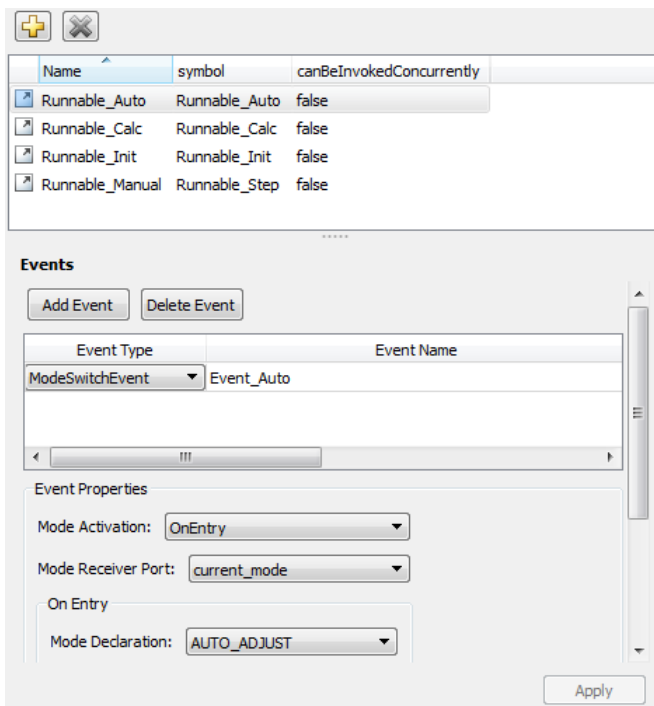 Name symbol canBeInvokedConcurrently
Runnable_Auto Runnable_Auto false
Runnable_Calc Runnable_Calc false
Runnable_Init Runnable_Init false
Runnable_Manual Runnable_Step false
Events
Add Event Delete Event
Event Type Event Name
ModeSwitchEvent Event_Auto
Event Properties
Mode Activation: OnEntry
Mode Receiver Port: current_mode
On Entry
Mode Declaration: AUTO_ADJUST
Apply